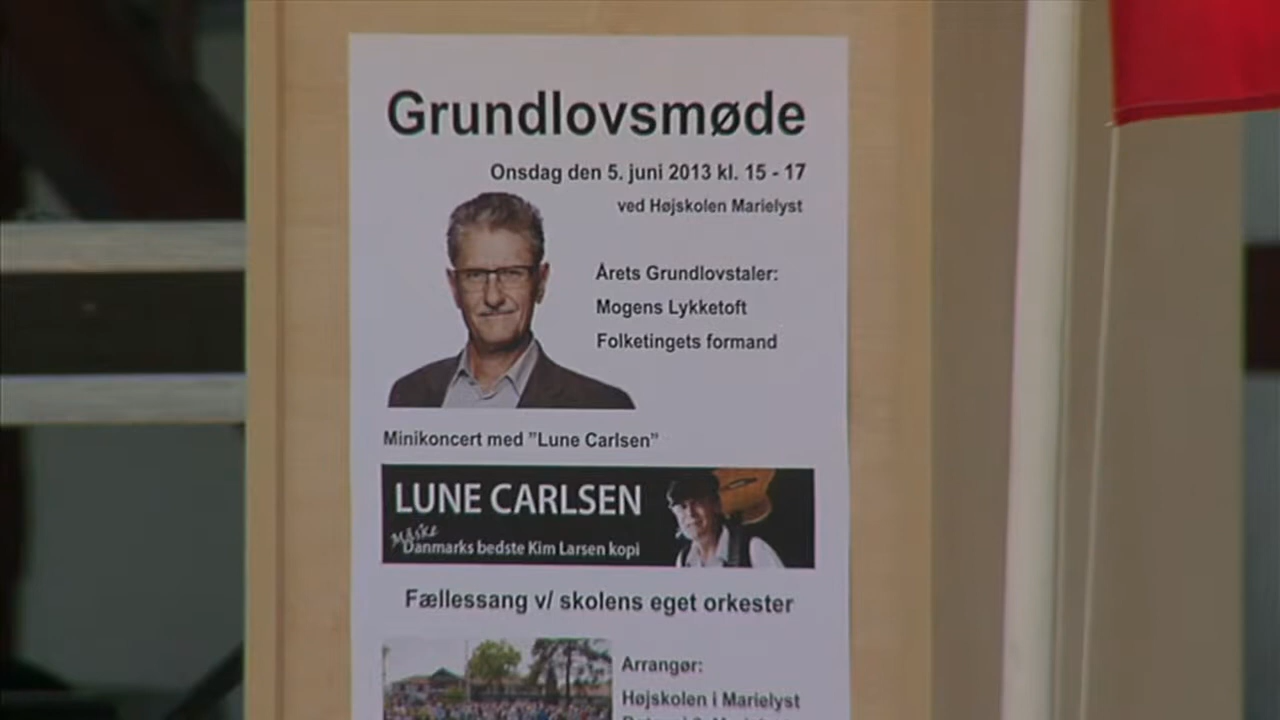 Grundlovsmøde
Onsdag den 5. juni 2013 kl. 15 - 17
ved Højskolen Marielyst
Årets Grundlovstaler:
Mogens Lykketoft
Folketingets formand
Minikoncert med ”Lune Carlsen”
LUNE CARLSEN
Måske
Danmarks bedste Kim Larsen kopi
Fællessang v/ skolens eget orkester
Arrangør:
Højskolen i Marielyst